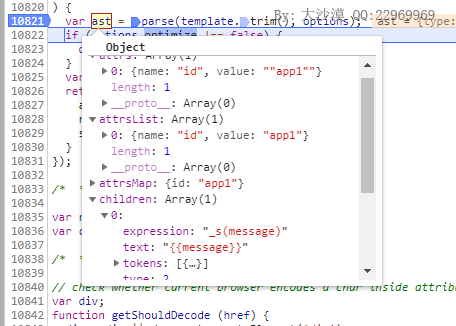 10820 ) {
By: 大沙漠 QQ:22969969
10821 var ast = parse(template.trim(), options); ast = {type:
10822 if (options.optimize !== false) {
10823
Object
10824 }
attrs: Array(1)
10825 var
0: {name: "id", value: ""app1""}
10826 ret
length: 1
10827
__proto__: Array(0)
10828
attrsList: Array(1)
10829
0: {name: "id", value: "app1"}
10830 }
length: 1
10831 });
__proto__: Array(0)
10832
attrsMap: {id: "app1"}
10833 /*
children: Array(1)
10834
0:
10835 var
expression: "_s(message)"
10836 var
text: "{{message}}"
10837
tokens: [{…}]
10838 /*
type: 2
10839
10840 // check whether current browser encodes a char inside attrib
10841 var div;
10842 function getShouldDecode (href) {